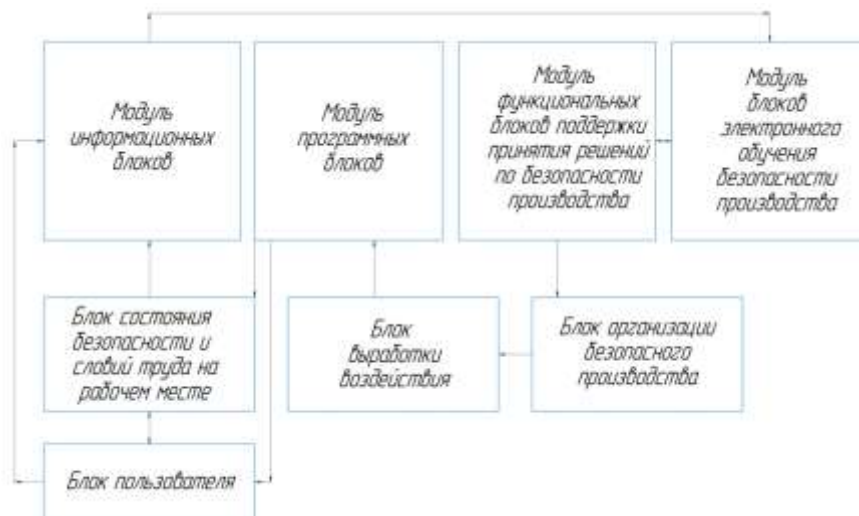 Модуль
информационных
блоков
Модуль
программных
блоков
Модуль
функциональных
блоков поддержки
принятия решений
по безопасности
производства
Модуль
блоков
электронного
обучения
безопасности
производства
Блок состояния
безопасности и
словий труда на
рабочем месте
Блок
выработки
воздействия
Блок организации
безопасного
производства
Блок пользователя